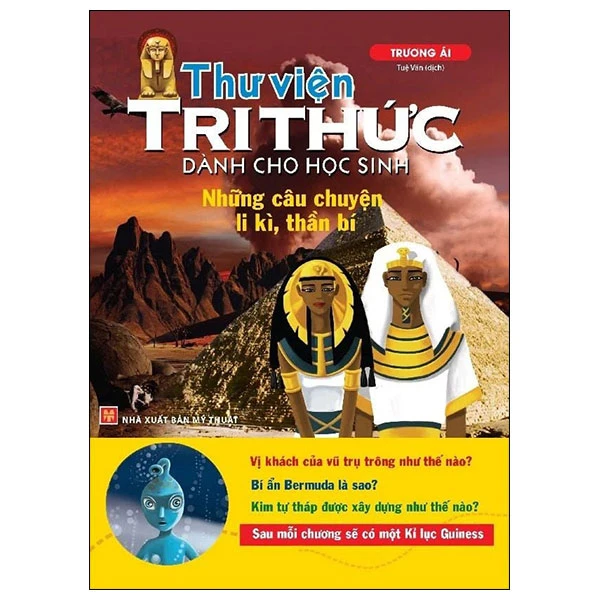 TRƯƠNG ÁI
Tuệ Văn (dịch)
Thư viện
TRI THỨC
DÀNH CHO HỌC SINH
Những câu chuyện
li kì, thần bí
NHÀ XUẤT BẢN MỸ THUẬT
Vị khách của vũ trụ trông như thế nào?
Bí ẩn Bermuda là sao?
Kim tự tháp được xây dựng như thế nào?
Sau mỗi chương sẽ có một Kỉ lục Guiness